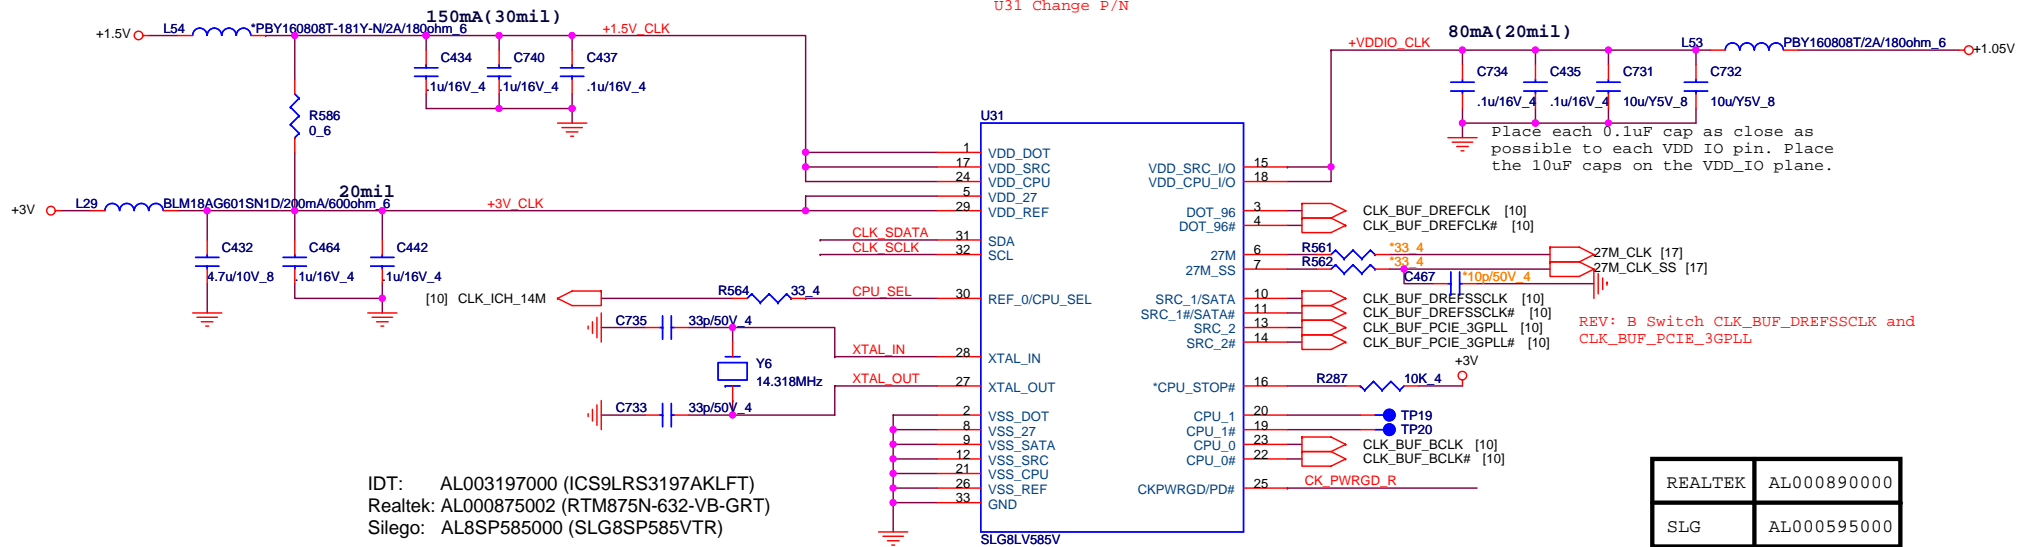 U31 Change P/N
150mA(30mil)
+1.5V
L54
*PBY160808T-181Y-N/2A/180ohm_6
+1.5V_CLK
C434
.1u/16V_4
C740
.1u/16V_4
C437
.1u/16V_4
R586
0_6
80mA(20mil)
+VDDIO_CLK
L53
PBY160808T/2A/180ohm_6
+1.05V
C734
.1u/16V_4
C435
.1u/16V_4
C731
10u/Y5V_8
C732
10u/Y5V_8
Place each 0.1uF cap as close as
possible to each VDD IO pin. Place
the 10uF caps on the VDD_IO plane.
20mil
+3V
L29
BLM18AG601SN1D/200mA/600ohm_6
+3V_CLK
C432
4.7u/10V_8
C464
.1u/16V_4
C442
.1u/16V_4
U31
1 VDD_DOT
17 VDD_SRC
24 VDD_CPU
5 VDD_27
29 VDD_REF
CLK_SDATA 31 SDA
CLK_SCLK 32 SCL
[10] CLK_ICH_14M
R564
33_4
CPU_SEL
30 REF_0/CPU_SEL
C735
33p/50V_4
XTAL_IN
28 XTAL_IN
Y6
14.318MHz
XTAL_OUT
27 XTAL_OUT
C733
33p/50V_4
2 VSS_DOT
8 VSS_27
9 VSS_SATA
12 VSS_SRC
21 VSS_CPU
26 VSS_REF
33 GND
SLG8LV585V
VDD_SRC_I/O 15
VDD_CPU_I/O 18
DOT_96 3 CLK_BUF_DREFCLK [10]
DOT_96# 4 CLK_BUF_DREFCLK# [10]
27M 6 R561 *33_4 27M_CLK [17]
27M_SS 7 R562 *33_4 27M_CLK_SS [17]
C467 *10p/50V_4
SRC_1/SATA 10 CLK_BUF_DREFSSCLK [10]
SRC_1#/SATA# 11 CLK_BUF_DREFSSCLK# [10]
SRC_2 13 CLK_BUF_PCIE_3GPLL [10]
SRC_2# 14 CLK_BUF_PCIE_3GPLL# [10]
REV: B Switch CLK_BUF_DREFSSCLK and
CLK_BUF_PCIE_3GPLL
+3V
*CPU_STOP# 16 R287 10K_4
CPU_1 20 TP19
CPU_1# 19 TP20
CPU_0 23 CLK_BUF_BCLK [10]
CPU_0# 22 CLK_BUF_BCLK# [10]
CKPWRGD/PD# 25 CK_PWRGD_R
IDT: AL003197000 (ICS9LRS3197AKLFT)
Realtek: AL000875002 (RTM875N-632-VB-GRT)
Silego: AL8SP585000 (SLG8SP585VTR)
REALTEK AL000890000
SLG AL000595000